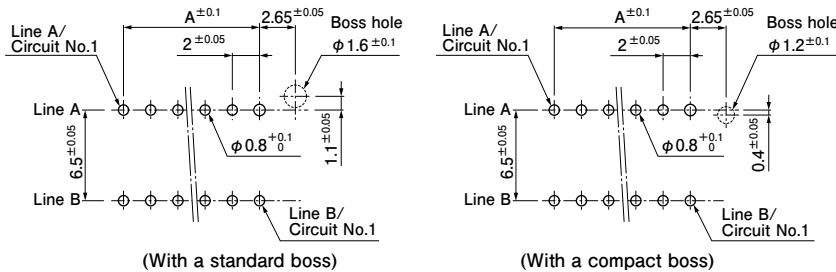 A±0.1
2.65±0.05
Line A/
Circuit No.1
2±0.05
Boss hole
φ1.6±0.1
Line A
6.5±0.05
φ0.8 +0.1 0
1.1±0.05
Line B
Line B/
Circuit No.1
(With a standard boss)
A±0.1
2.65±0.05
Line A/
Circuit No.1
2±0.05
Boss hole
φ1.2±0.1
Line A
6.5±0.05
φ0.8 +0.1 0
0.4±0.05
Line B
Line B/
Circuit No.1
(With a compact boss)